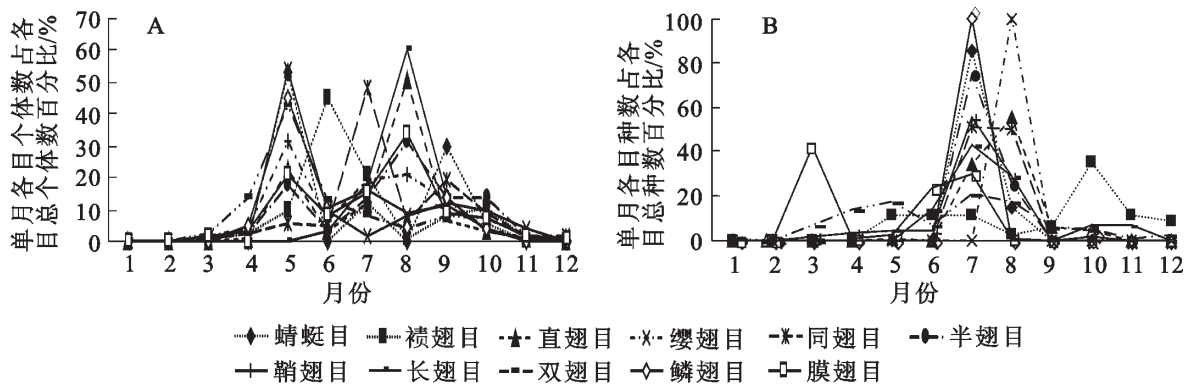 A
单月各目个体数占各
目总个体数百分比/%
70
60
50
40
30
20
10
0
1 2 3 4 5 6 7 8 9 10 11 12
月份
B
单月各目种数占各
目总种数百分比/%
100
80
60
40
20
0
1 2 3 4 5 6 7 8 9 10 11 12
月份
蜻蜓目 襀翅目 直翅目 缨翅目 同翅目 半翅目
鞘翅目 长翅目 双翅目 鳞翅目 膜翅目